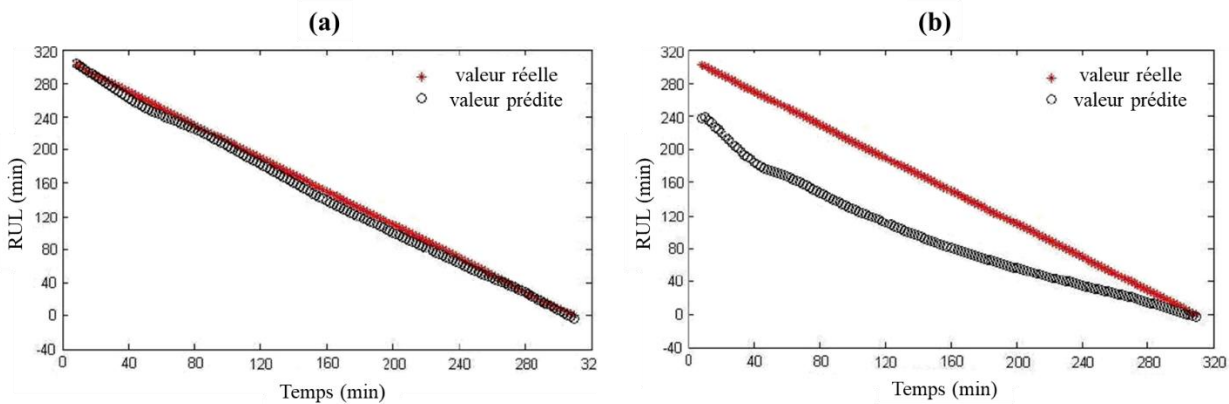 (a)
320
280
240
200
160
120
80
40
0
-40
RUL (min)
valeur réelle
valeur prédite
0 40 80 120 160 200 240 280 32
Temps (min)
(b)
320
280
240
200
160
120
80
40
0
-40
RUL (min)
valeur réelle
valeur prédite
0 40 80 120 160 200 240 280 320
Temps (min)